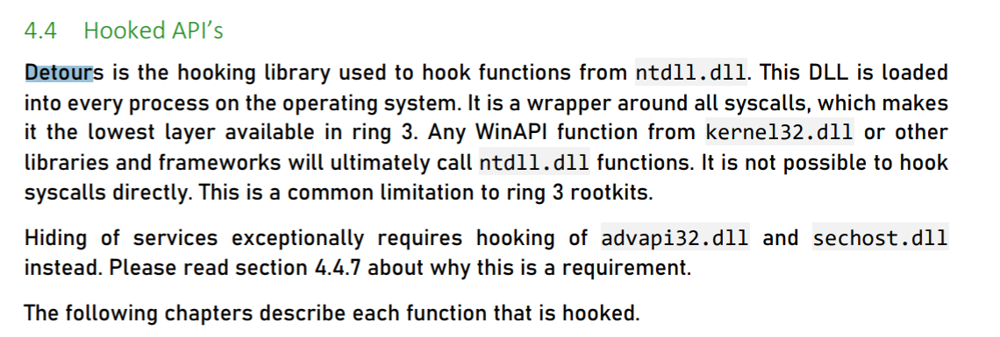 4.4 Hooked API's
Detours is the hooking library used to hook functions from ntdll.dll. This DLL is loaded
into every process on the operating system. It is a wrapper around all syscalls, which makes
it the lowest layer available in ring 3. Any WinAPI function from kernel32.dll or other
libraries and frameworks will ultimately call ntdll.dll functions. It is not possible to hook
syscalls directly. This is a common limitation to ring 3 rootkits.
Hiding of services exceptionally requires hooking of advapi32.dll and sechost.dll
instead. Please read section 4.4.7 about why this is a requirement.
The following chapters describe each function that is hooked.